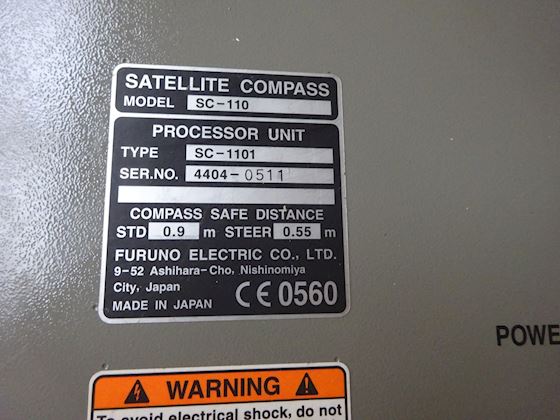 SATELLITE COMPASS
MODEL SC-110
PROCESSOR UNIT
TYPE SC-1101
SER.NO. 4404-0511
COMPASS SAFE DISTANCE
STD 0.9 m STEER 0.55 m
FURUNO ELECTRIC CO., LTD.
9-52 Ashihara-Cho, Nishinomiya
City, Japan
MADE IN JAPAN CE 0560
POWE
WARNING
To avoid electrical shock, do not